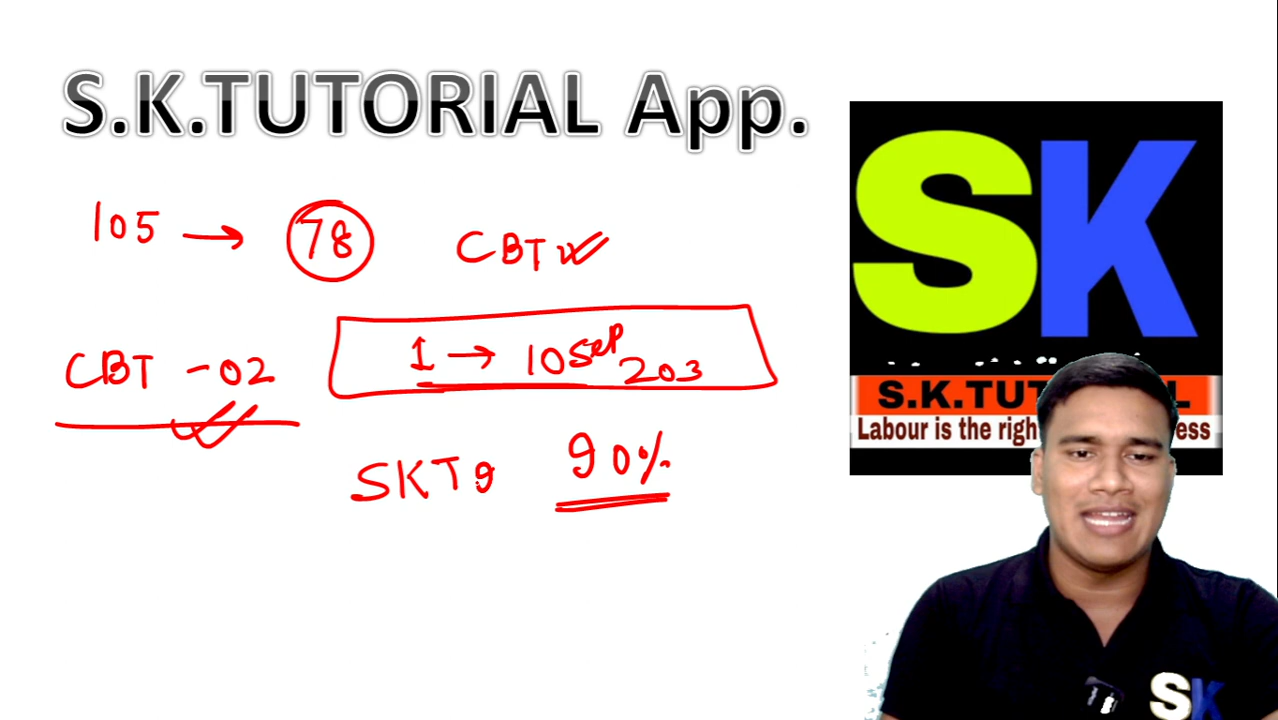 S.K.TUTORIAL App.
105 → 78
CBT
1 → 10 Sep 203
CBT -02
SKT9 90%
SK
S.K.TUT L
Labour is the righ ess
SK